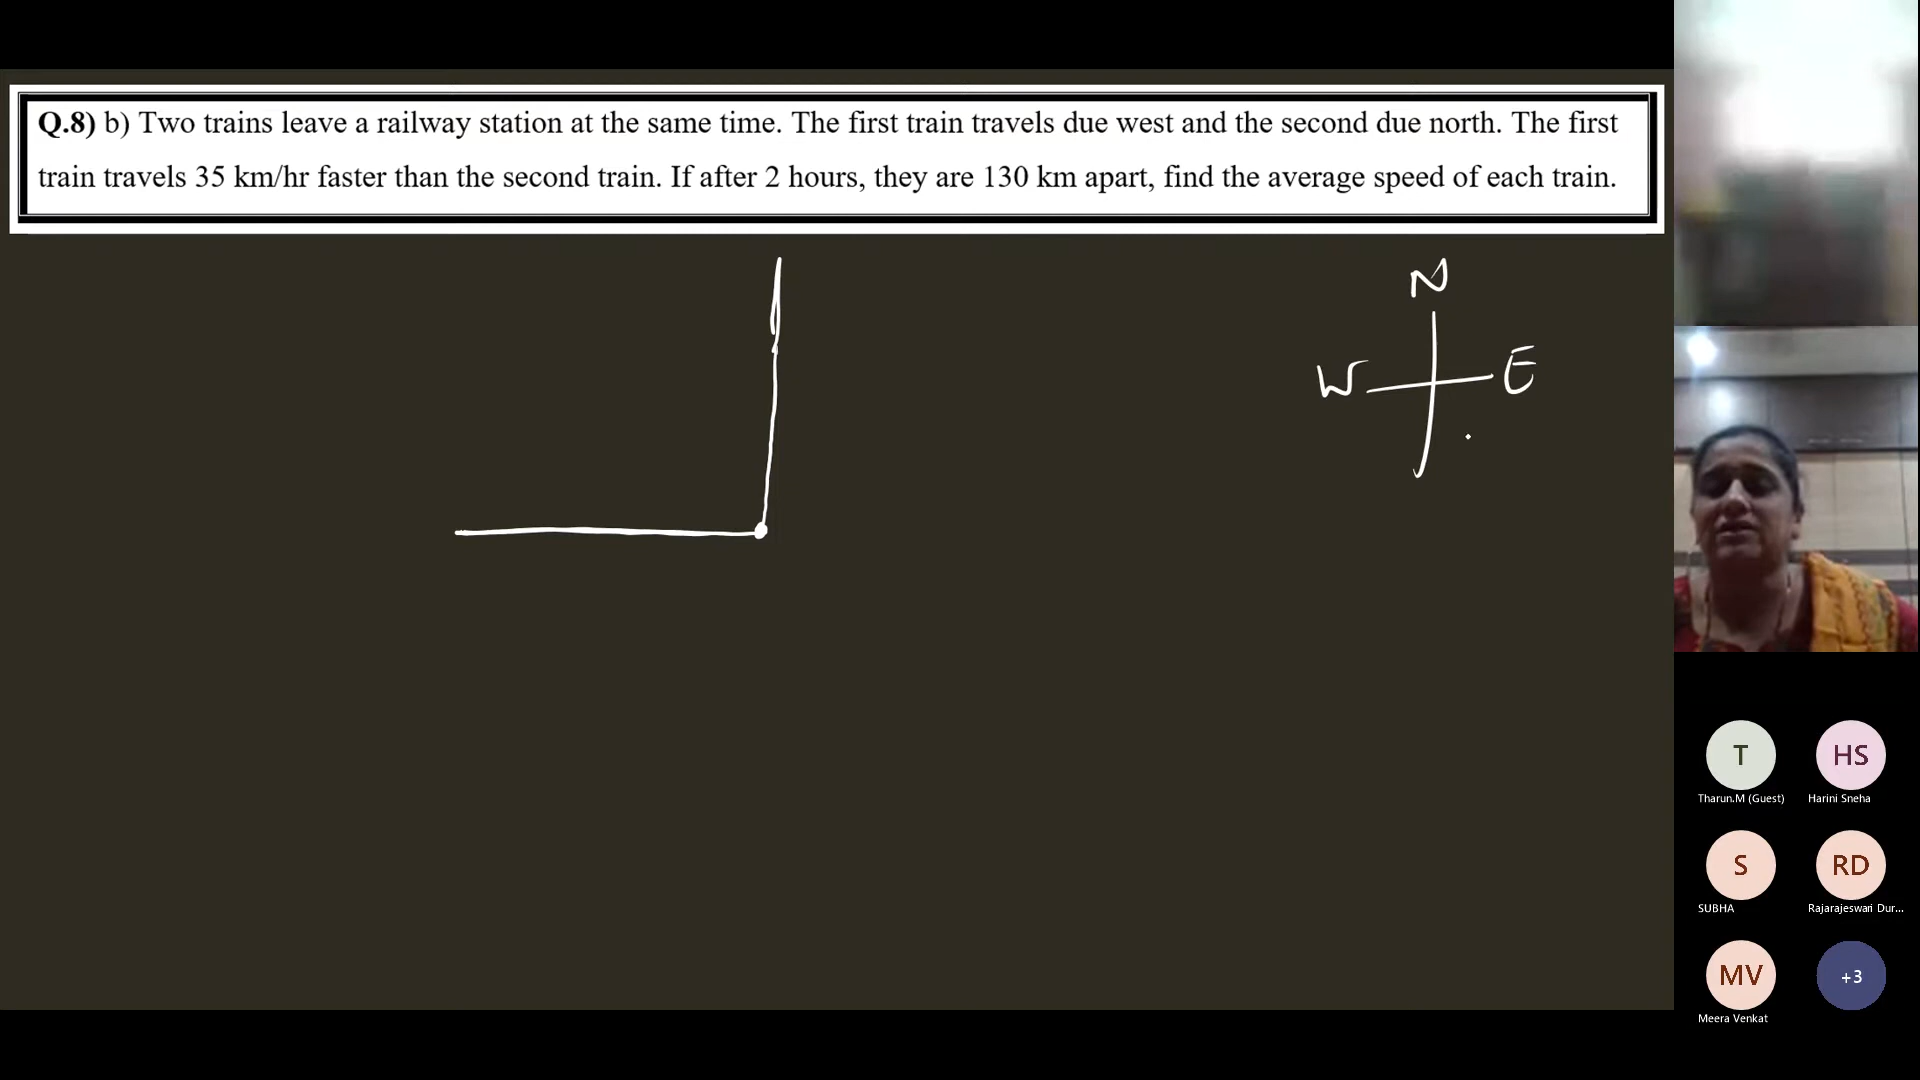 Q.8) b) Two trains leave a railway station at the same time. The first train travels due west and the second due north. The first
train travels 35 km/hr faster than the second train. If after 2 hours, they are 130 km apart, find the average speed of each train.
N
W E
T HS
Tharun.M (Guest) Harini Sneha
S RD
SUBHA Rajarajeswari Dur...
MV +3
Meera Venkat